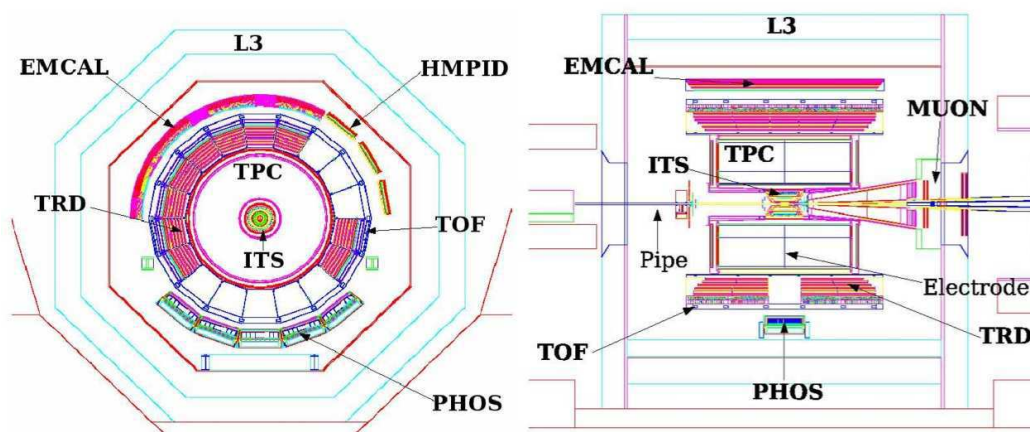 L3
EMCAL
HMPID
TPC
TRD
TOF
ITS
PHOS
L3
EMCAL
MUON
TPC
ITS
Pipe
Electrode
TOF
TRD
PHOS